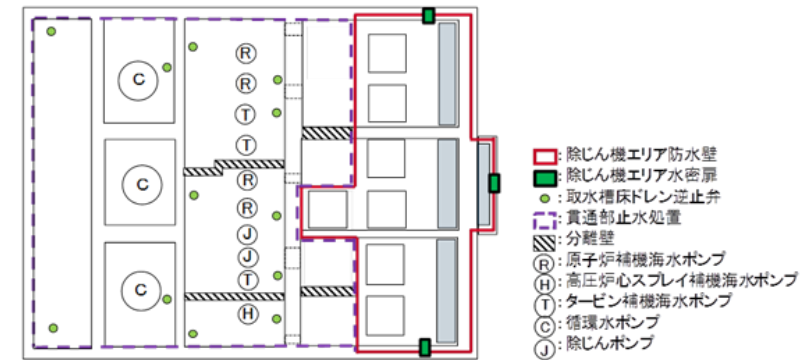 C
C
C
R
R
T
T
R
R
J
J
T
H
：除じん機エリア防水壁
：除じん機エリア水密扉
：取水槽床ドレン逆止弁
：貫通部止水処置
：分離壁
R：原子炉補機海水ポンプ
H：高圧炉心スプレイ補機海水ポンプ
T：タービン補機海水ポンプ
C：循環水ポンプ
J：除じんポンプ